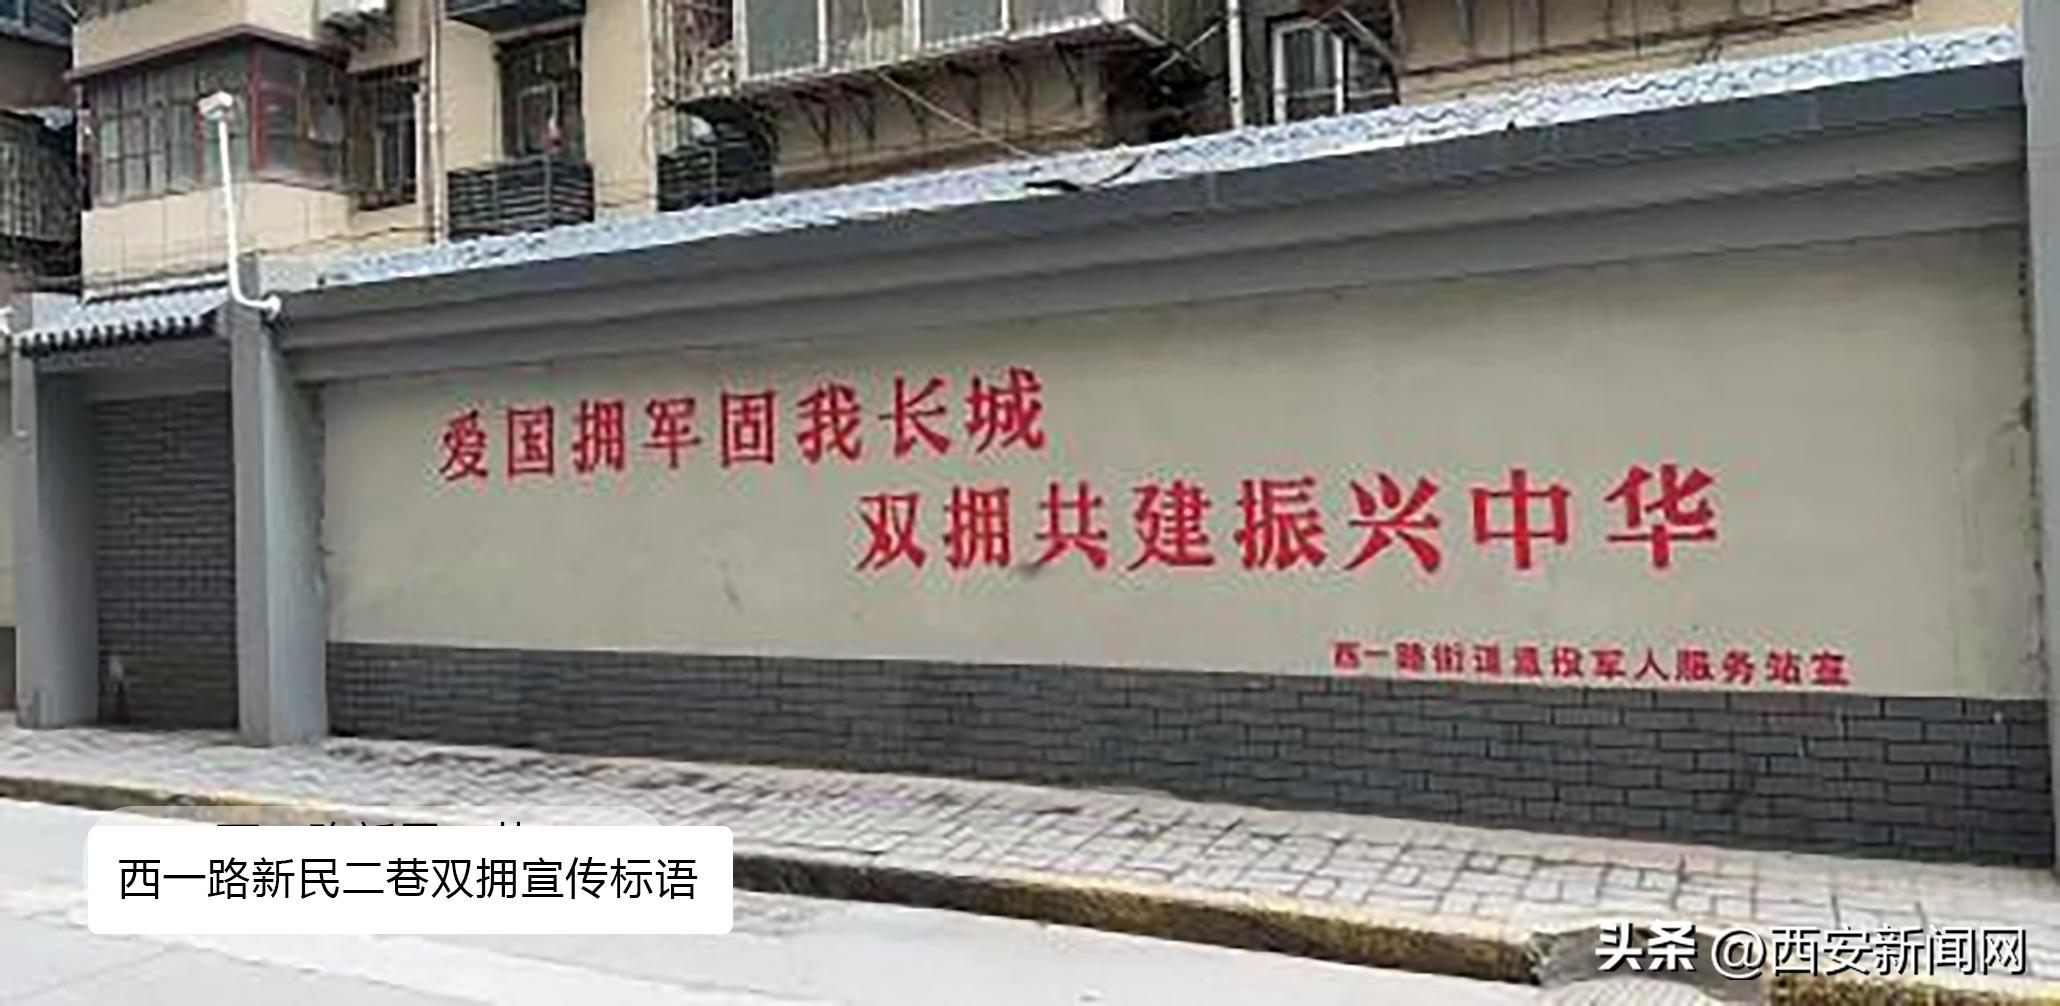 爱国拥军固我长城
双拥共建振兴中华
西一路街道退役军人服务站宣
西一路新民二巷双拥宣传标语
头条 @西安新闻网